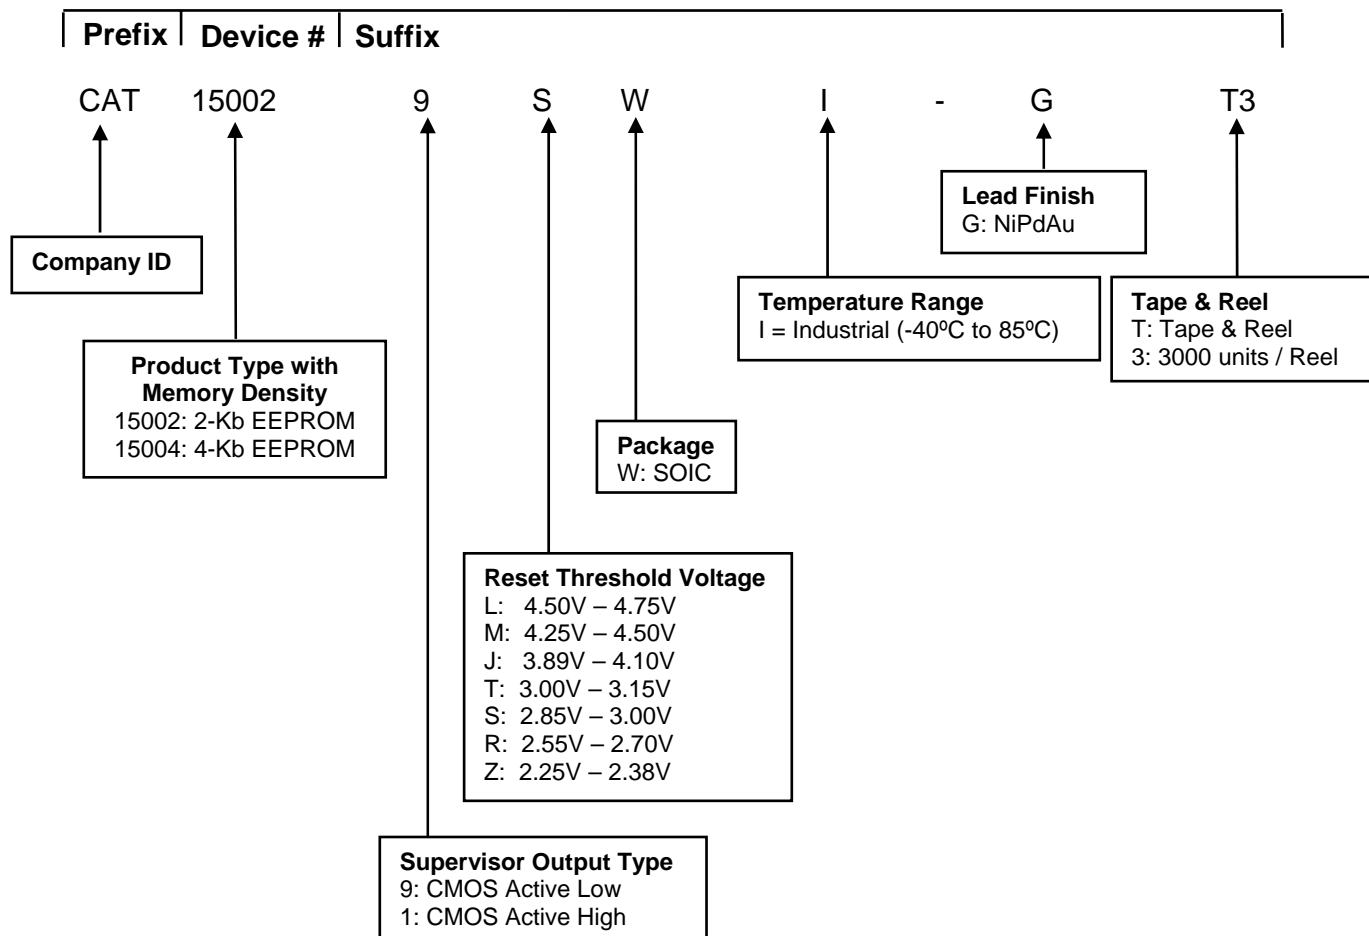 Prefix Device # Suffix
CAT 15002 9 S W I - G T3
Lead Finish
G: NiPdAu
Company ID
Temperature Range
I = Industrial (-40ºC to 85ºC)
Tape & Reel
T: Tape & Reel
3: 3000 units / Reel
Product Type with
Memory Density
15002: 2-Kb EEPROM
15004: 4-Kb EEPROM
Package
W: SOIC
Reset Threshold Voltage
L: 4.50V – 4.75V
M: 4.25V – 4.50V
J: 3.89V – 4.10V
T: 3.00V – 3.15V
S: 2.85V – 3.00V
R: 2.55V – 2.70V
Z: 2.25V – 2.38V
Supervisor Output Type
9: CMOS Active Low
1: CMOS Active High